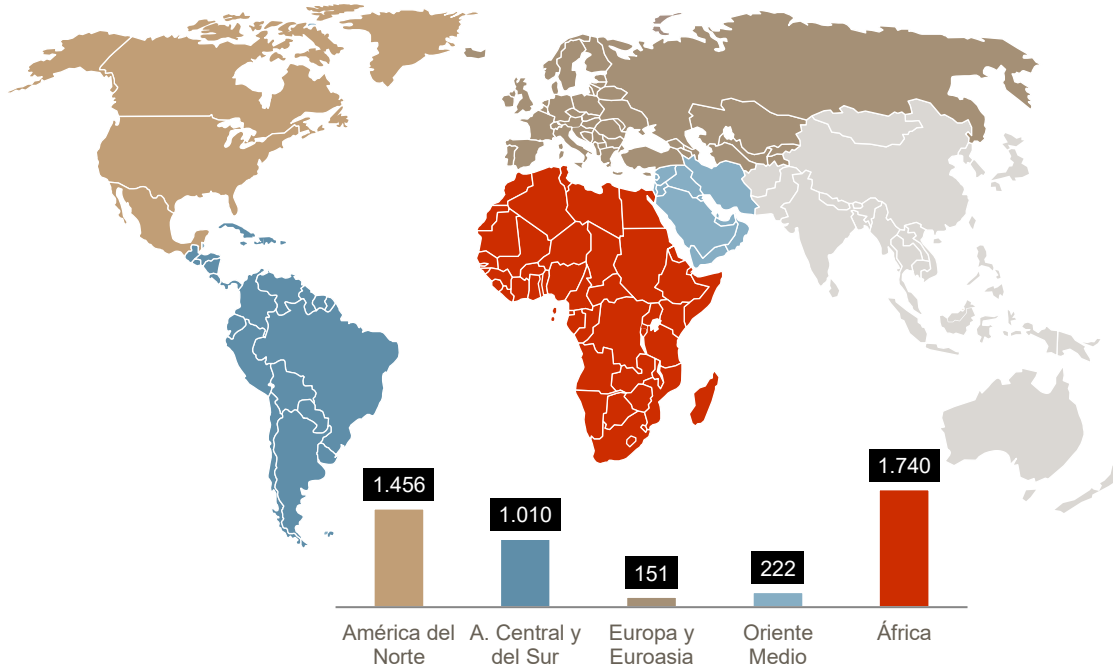 1.456
1.010
151
222
1.740
América del
Norte
A. Central y
del Sur
Europa y
Euroasia
Oriente
Medio
África